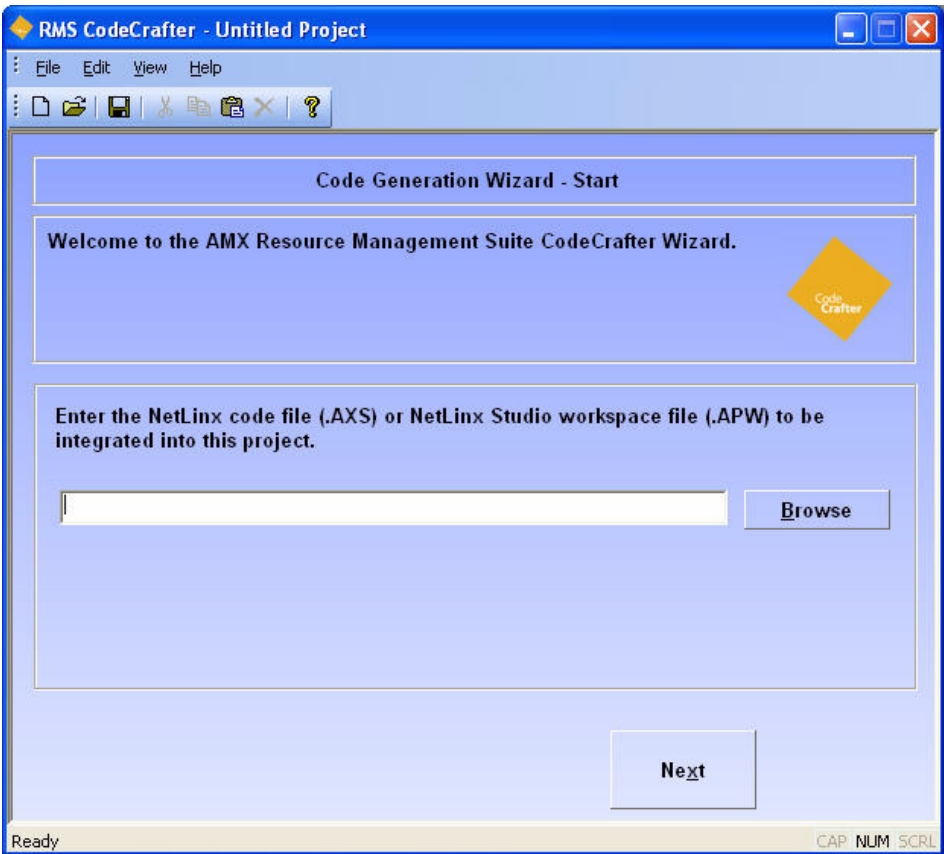 RMS CodeCrafter - Untitled Project
File Edit View Help
Code Generation Wizard - Start
Welcome to the AMX Resource Management Suite CodeCrafter Wizard.
Code
Crafter
Enter the NetLinx code file (.AXS) or NetLinx Studio workspace file (.APW) to be
integrated into this project.
Browse
Next
Ready CAP NUM SCRL